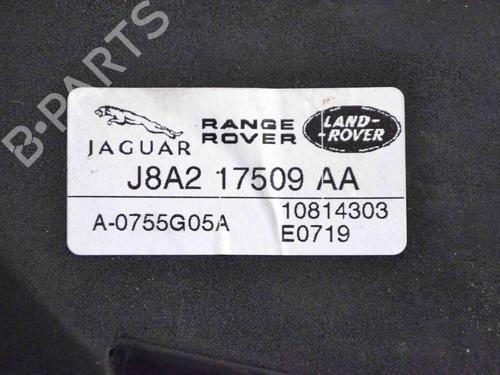 B-PARTS
JAGUAR
RANGE
ROVER
LAND-
-ROVER
J8A2 17509 AA
A-0755G05A
10814303
E0719